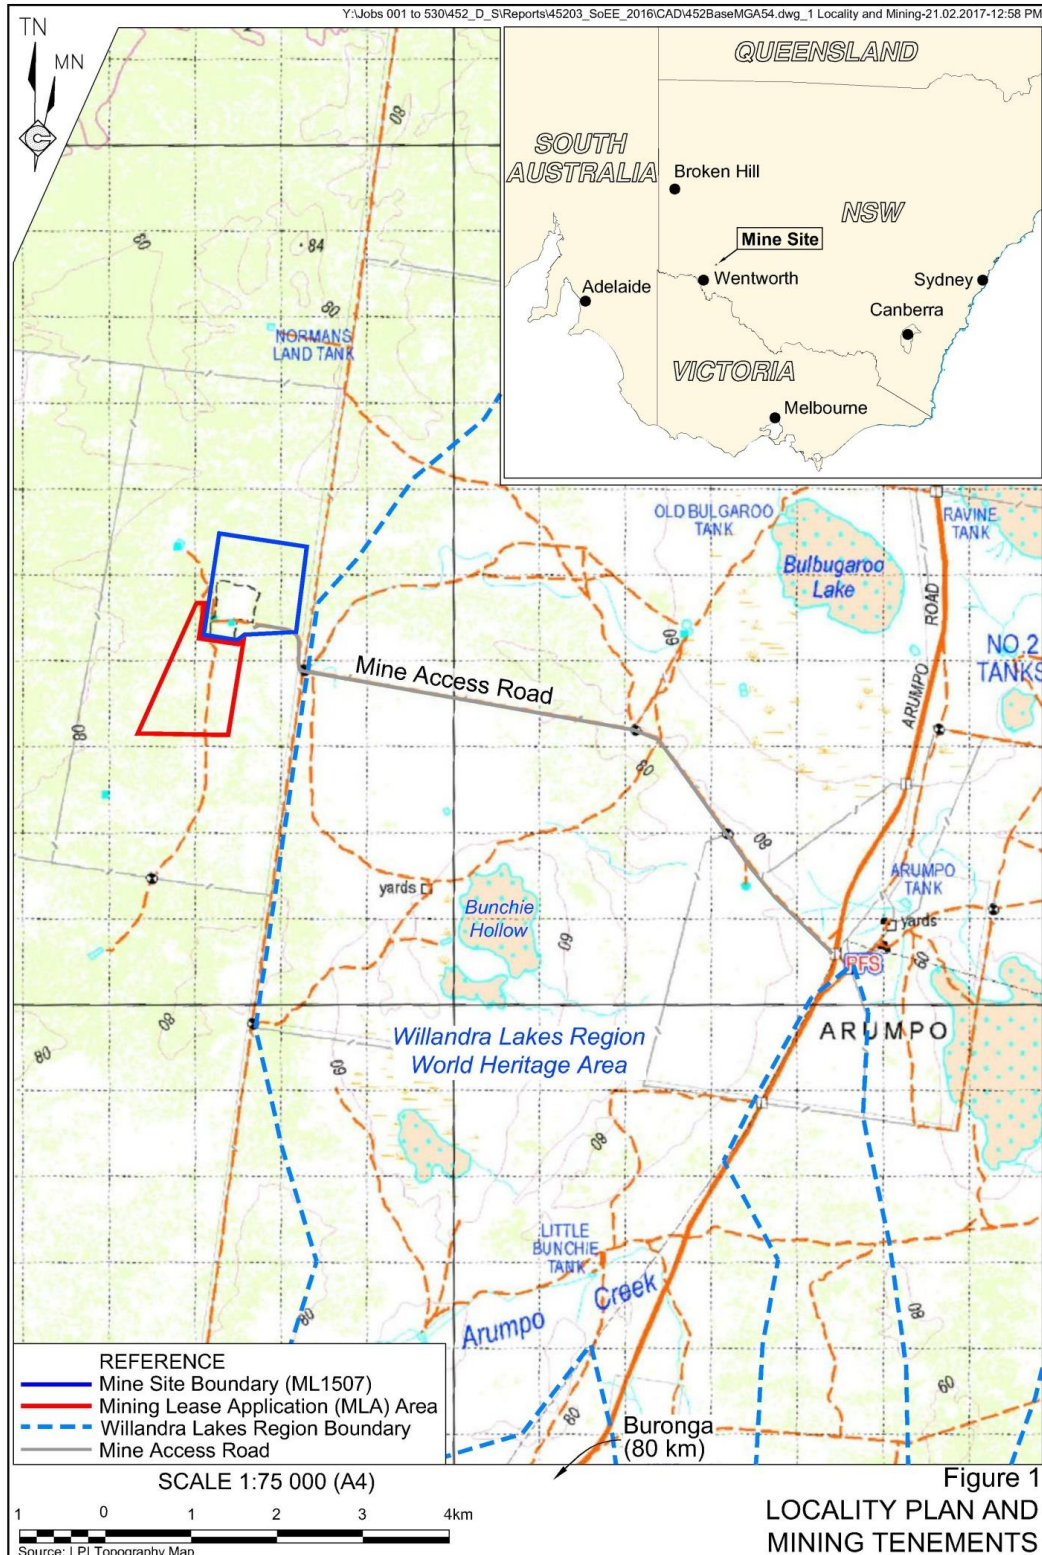 Y:\Jobs 001 to 530\452_D_S\Reports\45203_SoEE_2016\CAD\452BaseMGA54.dwg_1 Locality and Mining-21.02.2017-12:58 PM
TN
MN
QUEENSLAND
SOUTH
AUSTRALIA
Broken Hill
NSW
Mine Site
Wentworth
Sydney
Adelaide
Canberra
VICTORIA
Melbourne
80
80
84
80
NORMANS
LAND TANK
OLD BULGAROO
TANK
RAVINE
TANK
Bulbugaroo
Lake
ARUMPO ROAD
NO.2
TANKS
60
Mine Access Road
80
60
80
ARUMPO
TANK
yards
yards
Bunchie
Hollow
60
60
RFS
80
80
Willandra Lakes Region
World Heritage Area
ARUMPO
60
60
LITTLE
BUNCHIE
TANK
Arumpo Creek
80
80
60
80
Buronga
(80 km)
REFERENCE
Mine Site Boundary (ML1507)
Mining Lease Application (MLA) Area
Willandra Lakes Region Boundary
Mine Access Road
SCALE 1:75 000 (A4)
1 0 1 2 3 4km
Source: LPI Topography Map
Figure 1
LOCALITY PLAN AND
MINING TENEMENTS